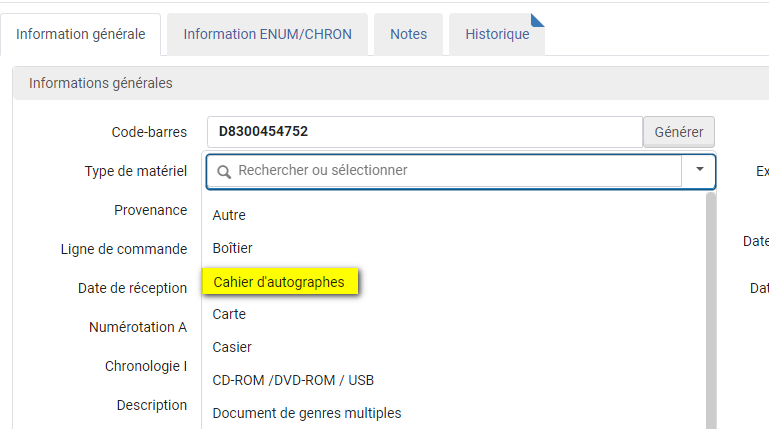 Information générale
Information ENUM/CHRON
Notes
Historique
Informations générales
Code-barres
D8300454752
Générer
Type de matériel
Rechercher ou sélectionner
Ex
Provenance
Autre
Ligne de commande
Boîtier
Date
Date de réception
Cahier d'autographes
Dat
Numérotation A
Carte
Chronologie I
Casier
CD-ROM /DVD-ROM / USB
Description
Document de genres multiples